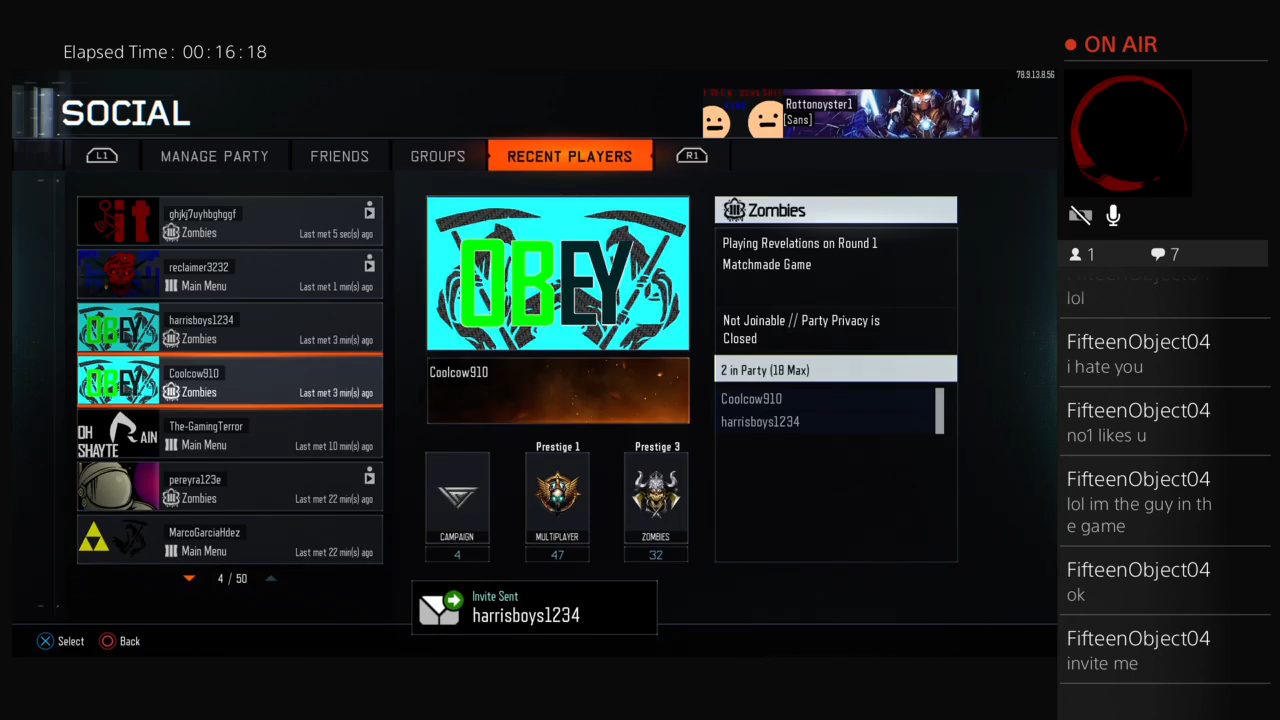 Elapsed Time: 00:16:18
ON AIR
78.9.13.8.56
SOCIAL
Rottonoyster1
[Sans]
L1
MANAGE PARTY
FRIENDS
GROUPS
RECENT PLAYERS
R1
1
7
ghjkj7uyhbghggf
Zombies
Last met 5 sec(s) ago
it
reclaimer3232
Main Menu
Last met 1 min(s) ago
harrisboys1234
Zombies
Last met 3 min(s) ago
OBEY
Coolcow910
Zombies
Last met 3 min(s) ago
OBEY
The-GamingTerror
Main Menu
Last met 10 min(s) ago
OH
SHAYTE
RAIN
pereyra123e
Zombies
Last met 22 min(s) ago
MarcoGarciaHdez
Main Menu
Last met 22 min(s) ago
4 / 50
OBEY
Coolcow910
Prestige 1
Prestige 3
CAMPAIGN
MULTIPLAYER
ZOMBIES
4
47
32
Zombies
Playing Revelations on Round 1
Matchmade Game
Not Joinable // Party Privacy is
Closed
2 in Party (18 Max)
Coolcow910
harrisboys1234
Invite Sent
harrisboys1234
Select
Back
lol
FifteenObject04
i hate you
FifteenObject04
no1 likes u
FifteenObject04
lol im the guy in th
e game
FifteenObject04
ok
FifteenObject04
invite me